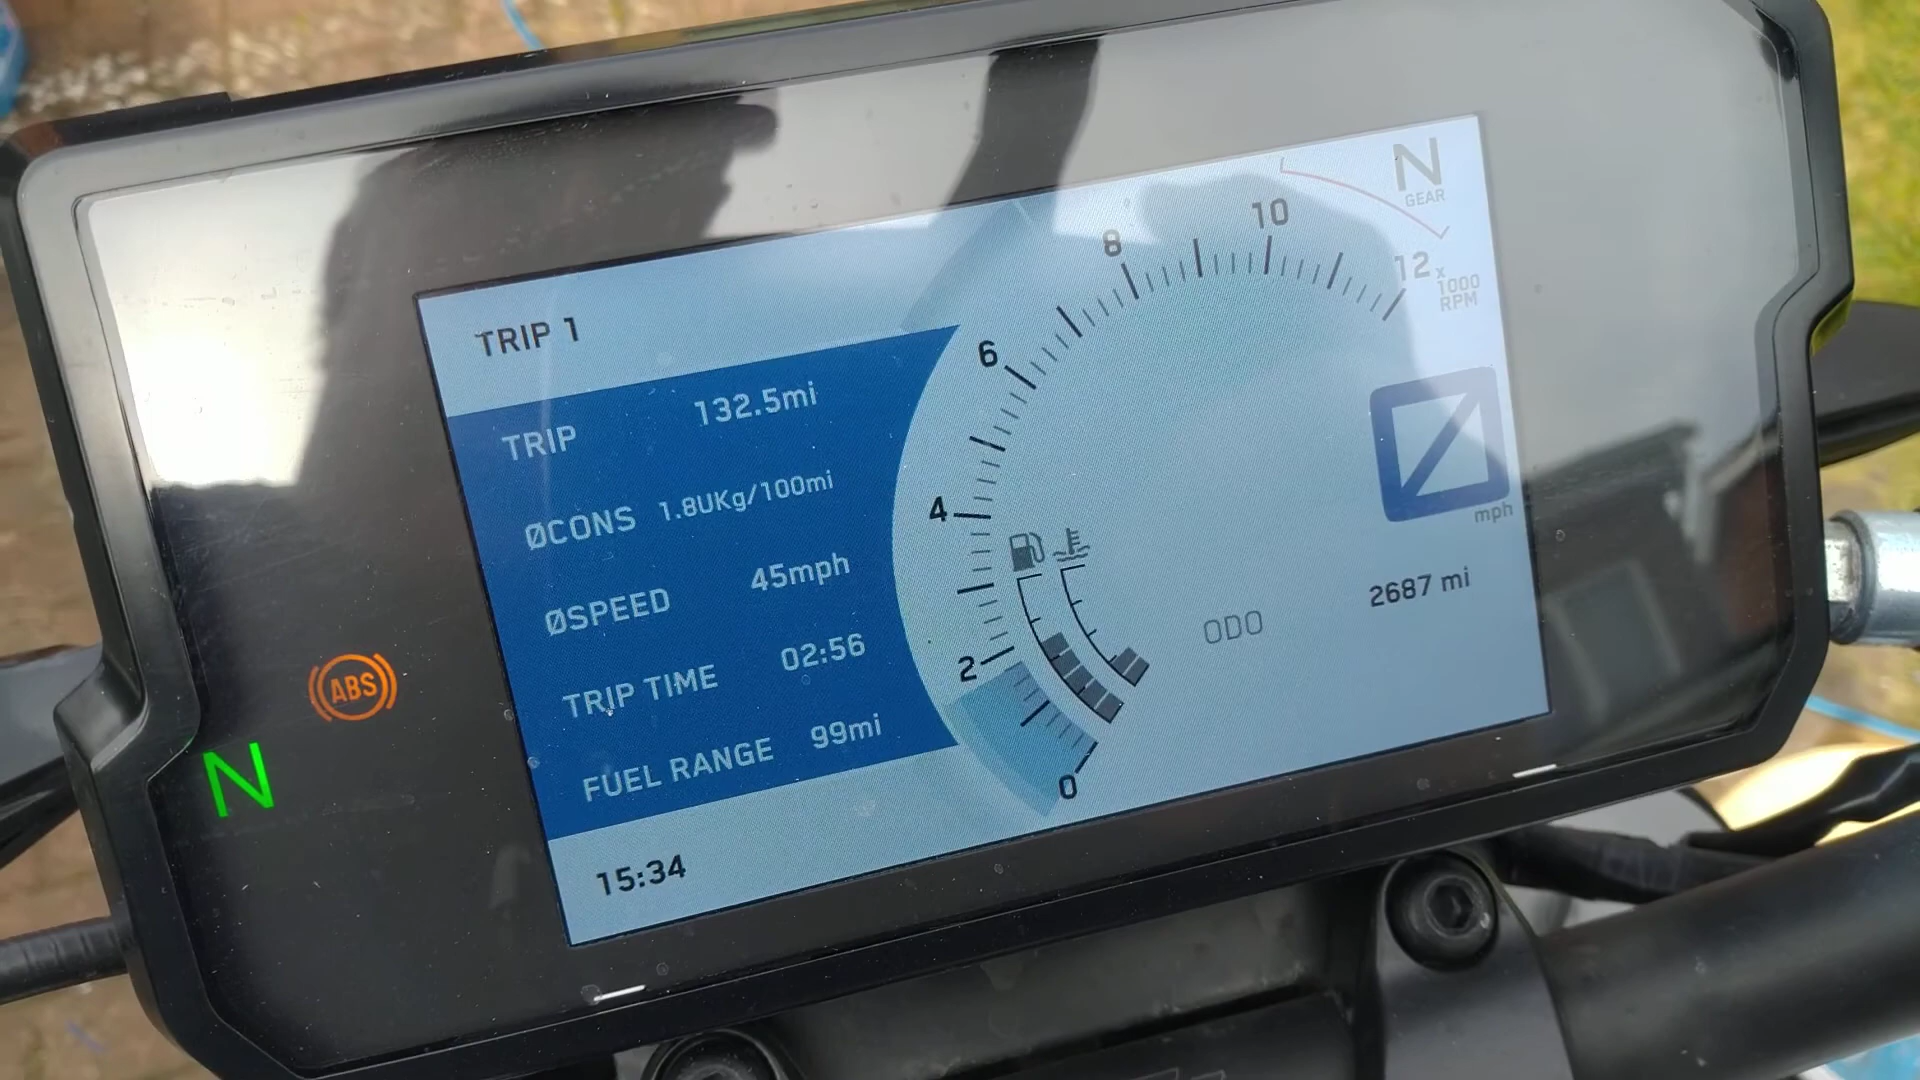 TRIP 1
TRIP 132.5mi
ØCONS 1.8UKg/100mi
ØSPEED 45mph
TRIP TIME 02:56
FUEL RANGE 99mi
15:34
0
2
4
6
8
10
12 x
1000
RPM
N
GEAR
0
mph
ODO 2687 mi
ABS
N